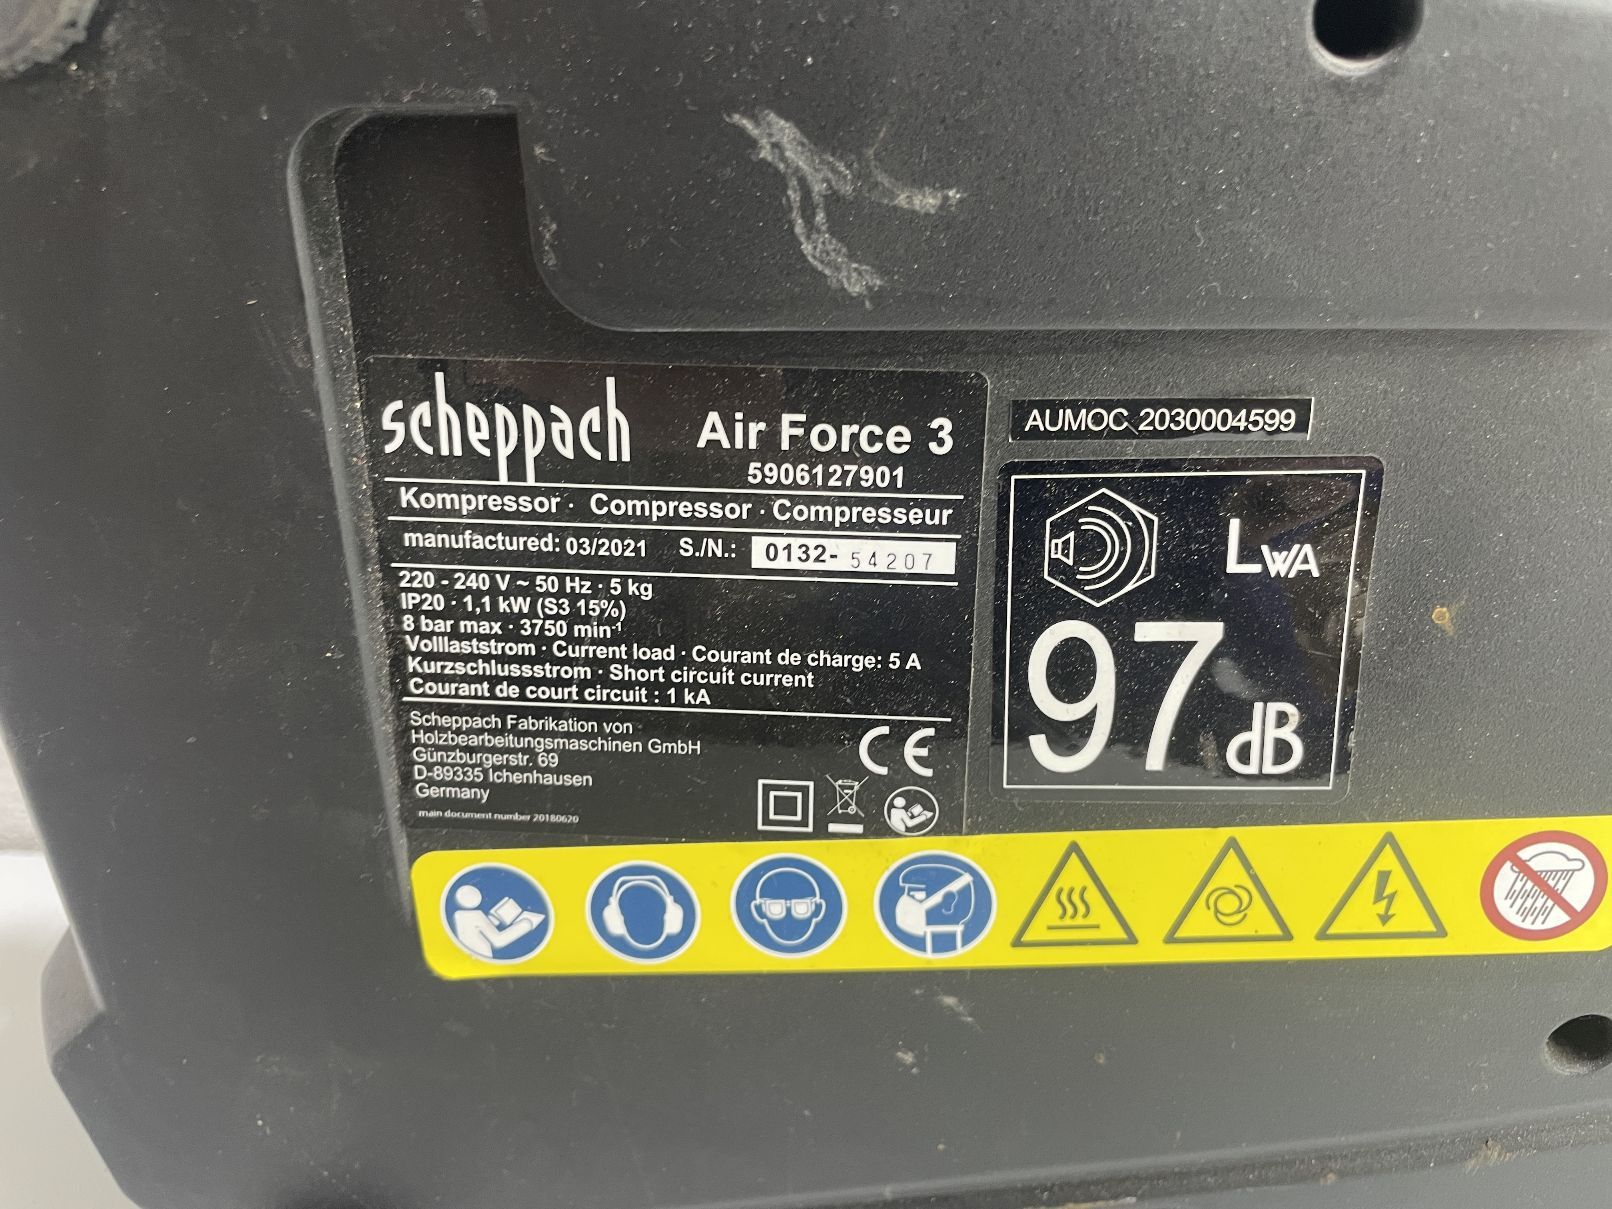 scheppach
Air Force 3
5906127901
Kompressor · Compressor · Compresseur
manufactured: 03/2021 S./N.: 0132- 54207
220 - 240 V ~ 50 Hz · 5 kg
IP20 · 1,1 kW (S3 15%)
8 bar max · 3750 min-¹
Volllaststrom · Current load · Courant de charge: 5 A
Kurzschlussstrom · Short circuit current
Courant de court circuit : 1 kA
Scheppach Fabrikation von
Holzbearbeitungsmaschinen GmbH
Günzburgerstr. 69
D-89335 Ichenhausen
Germany
main document number 20180620
CE
AUMOC 2030004599
LWA
97 dB